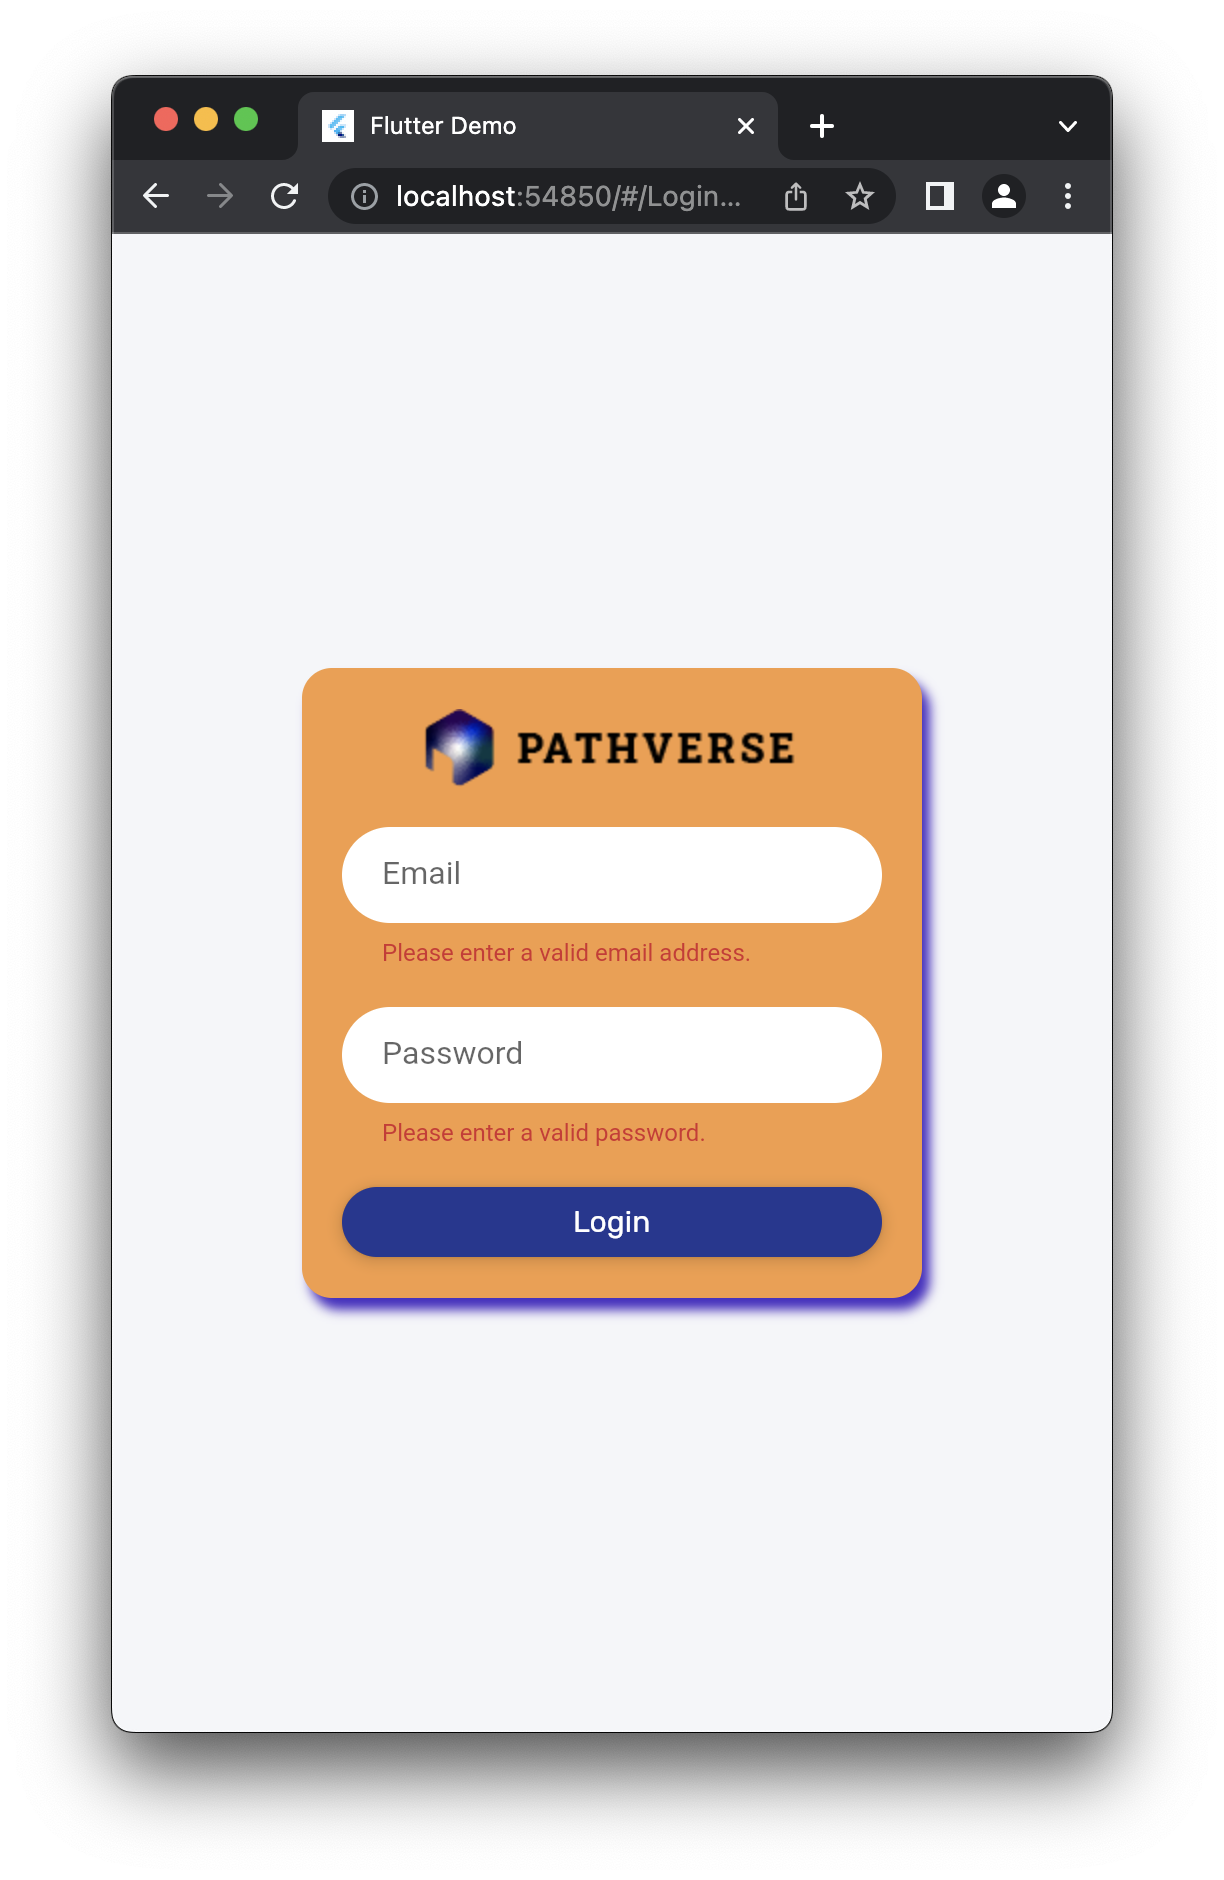 Flutter Demo
localhost:54850/#/Login...
PATHVERSE
Email
Please enter a valid email address.
Password
Please enter a valid password.
Login